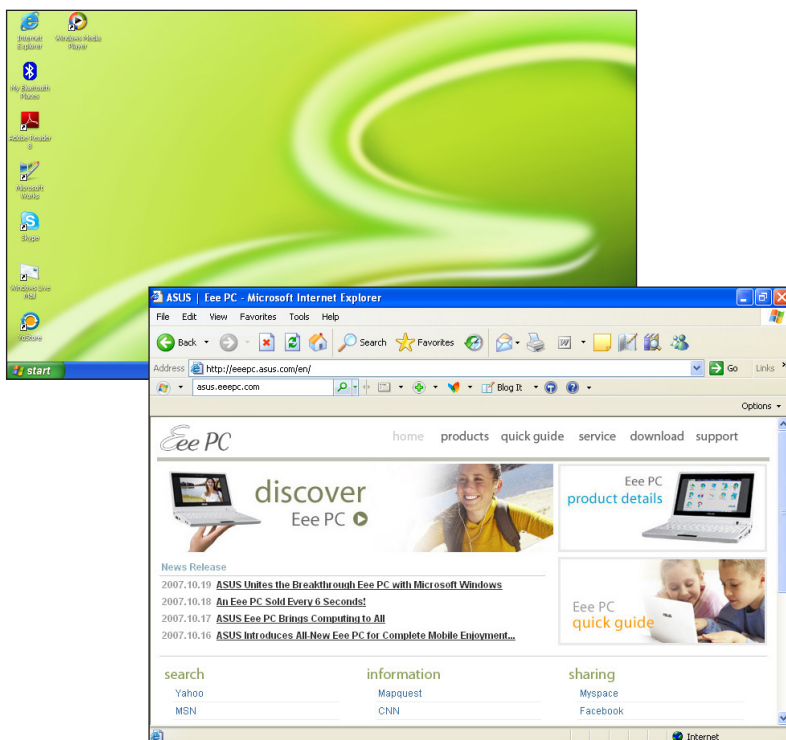 Internet Explorer
Windows Media Player
My Bluetooth Places
Adobe Reader 8
Microsoft Works
Skype
Windows Live Mail
YoStore
start
ASUS | Eee PC - Microsoft Internet Explorer
File Edit View Favorites Tools Help
Back Search Favorites
Address http://eeepc.asus.com/en/ Go Links
asus.eeepc.com Blog It
Options
Eee PC home products quick guide service download support
discover
Eee PC
Eee PC
product details
News Release
2007.10.19 ASUS Unites the Breakthrough Eee PC with Microsoft Windows
2007.10.18 An Eee PC Sold Every 6 Seconds!
2007.10.17 ASUS Eee PC Brings Computing to All
2007.10.16 ASUS Introduces All-New Eee PC for Complete Mobile Enjoyment...
Eee PC
quick guide
search information sharing
Yahoo Mapquest Myspace
MSN CNN Facebook
Internet